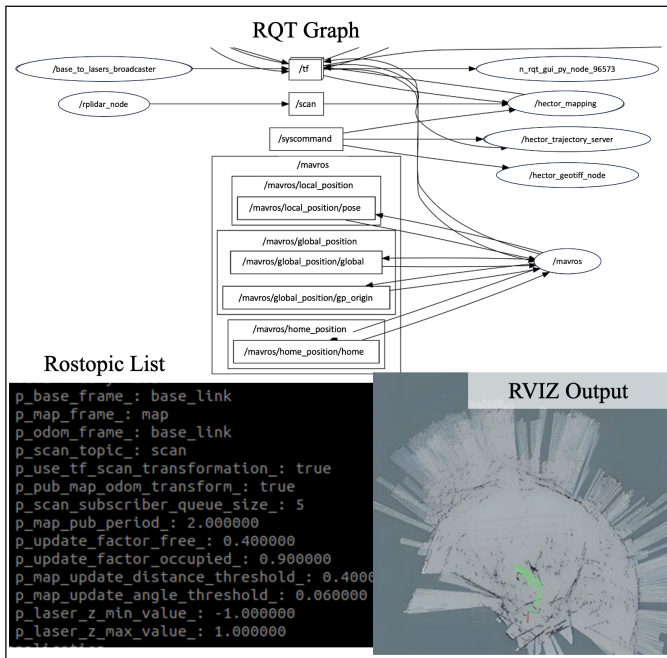 RQT Graph
/base_to_lasers_broadcaster
/tf
n_rqt_gui_py_node_96573
/rplidar_node
/scan
/hector_mapping
/syscommand
/hector_trajectory_server
/hector_geotiff_node
/mavros
/mavros/local_position
/mavros/local_position/pose
/mavros/global_position
/mavros/global_position/global
/mavros
/mavros/global_position/gp_origin
/mavros/home_position
/mavros/home_position/home
Rostopic List
p_base_frame_: base_link
p_map_frame_: map
p_odom_frame_: base_link
p_scan_topic_: scan
p_use_tf_scan_transformation_: true
p_pub_map_odom_transform_: true
p_scan_subscriber_queue_size_: 5
p_map_pub_period_: 2.000000
p_update_factor_free_: 0.400000
p_update_factor_occupied_: 0.900000
p_map_update_distance_threshold_: 0.4000
p_map_update_angle_threshold_: 0.060000
p_laser_z_min_value_: -1.000000
p_laser_z_max_value_: 1.000000
RVIZ Output